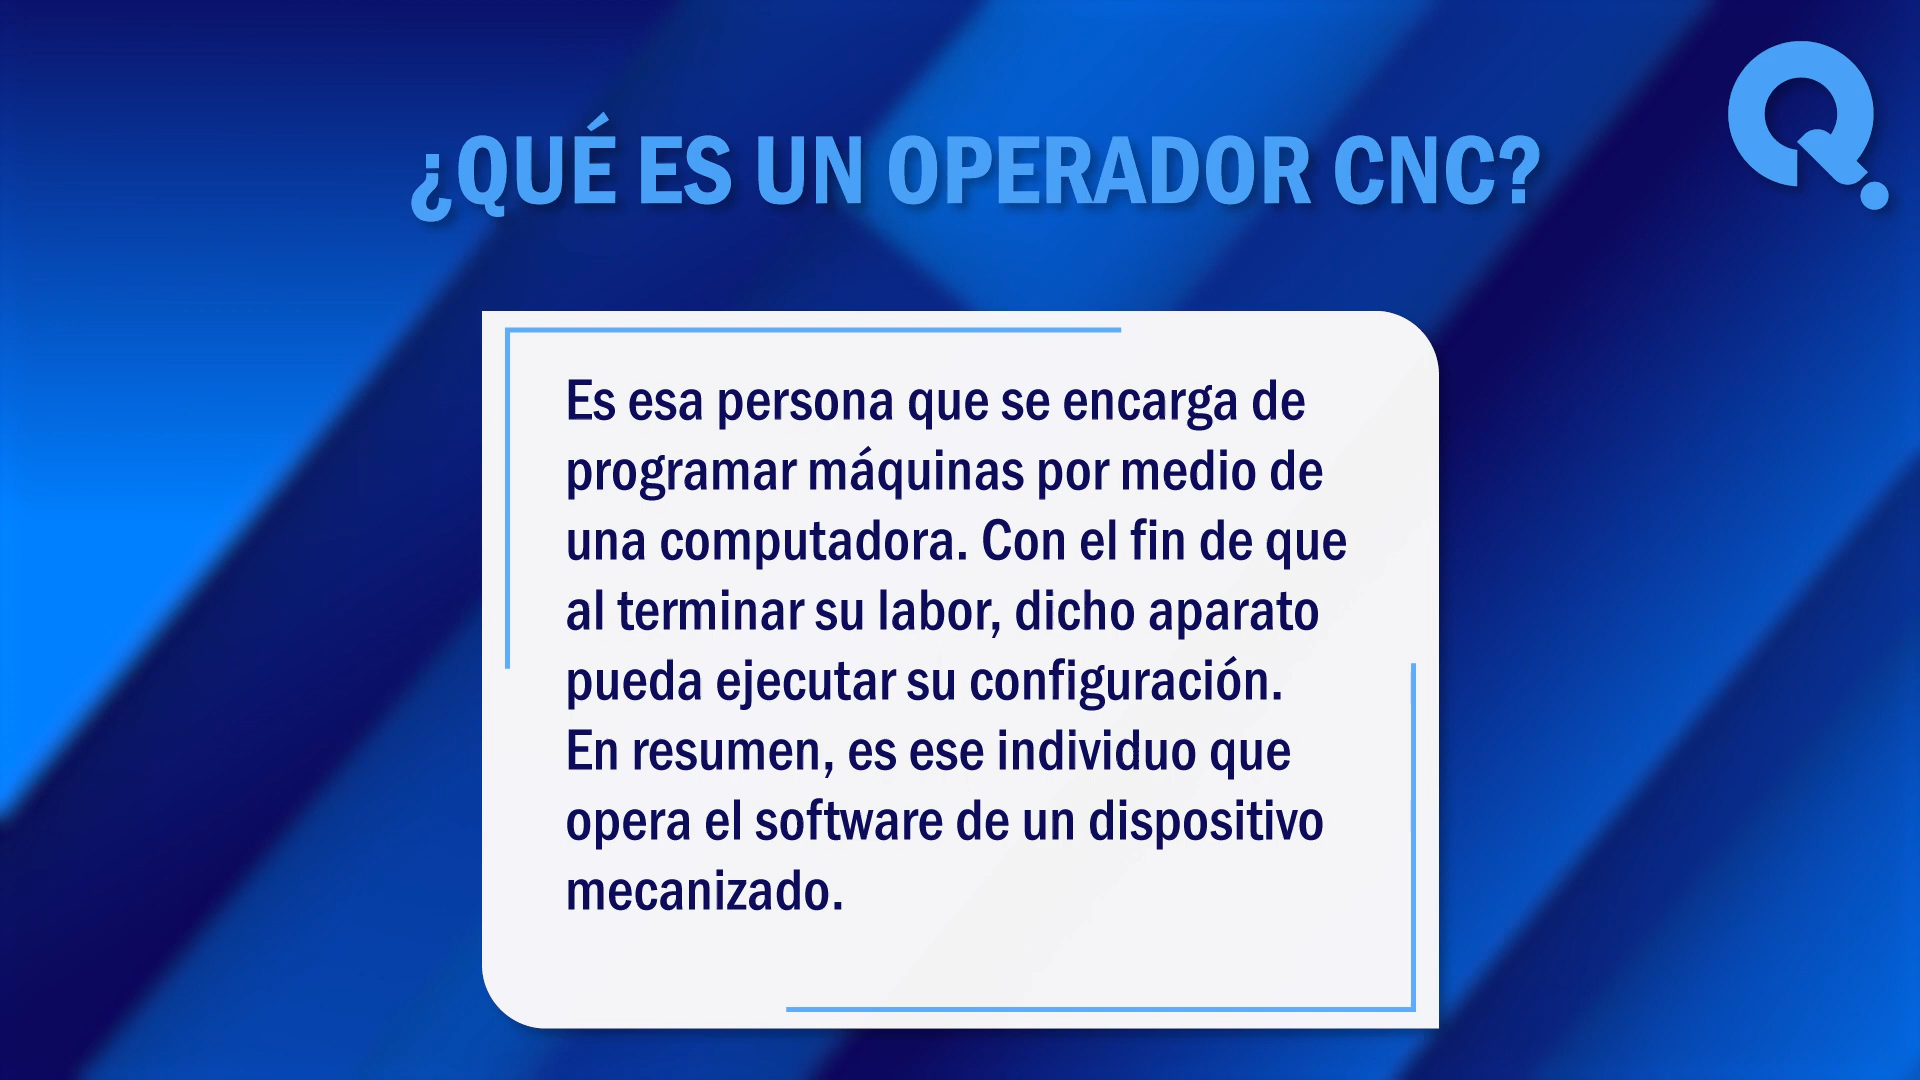 ¿QUÉ ES UN OPERADOR CNC?
Es esa persona que se encarga de
programar máquinas por medio de
una computadora. Con el fin de que
al terminar su labor, dicho aparato
pueda ejecutar su configuración.
En resumen, es ese individuo que
opera el software de un dispositivo
mecanizado.